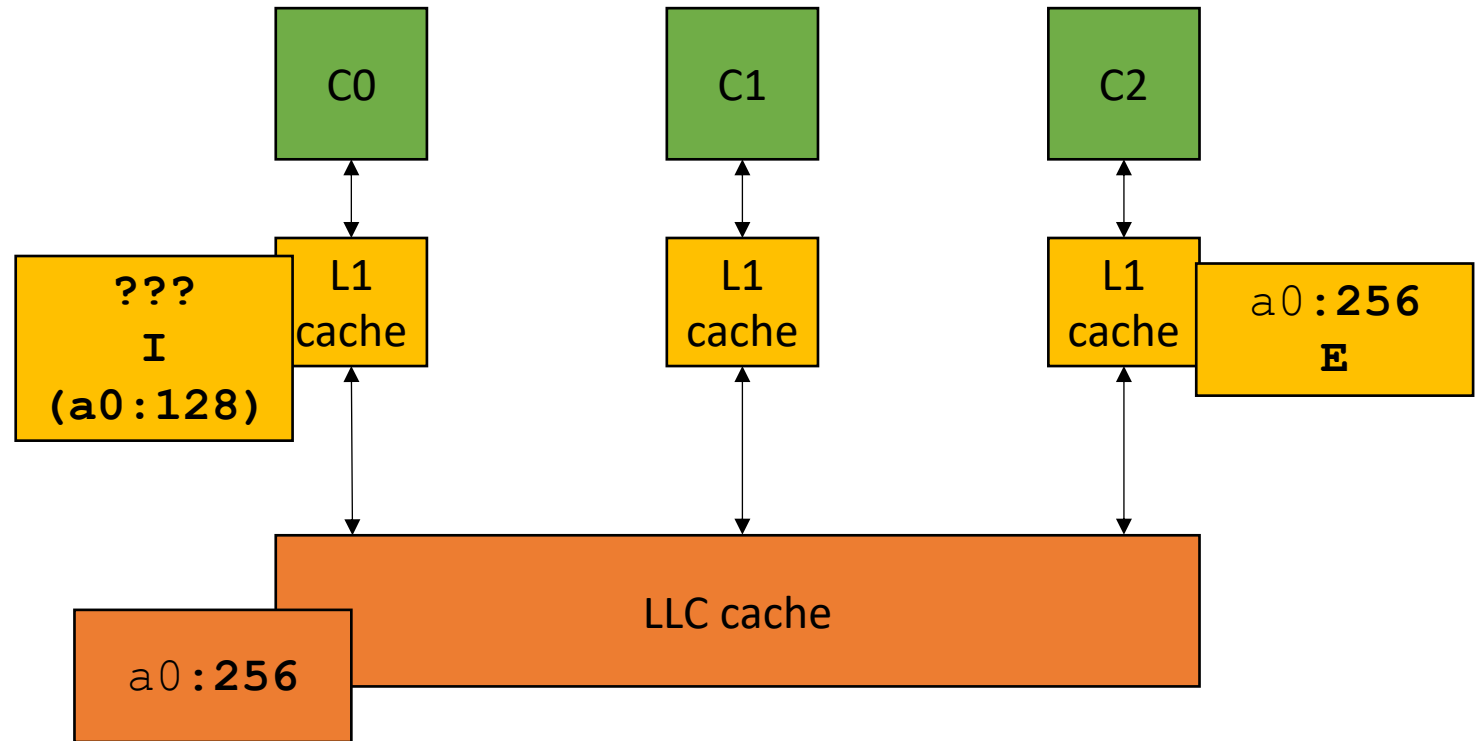 C0
C1
C2
???
I
(a0:128)
L1
cache
L1
cache
L1
cache
a0:256
E
LLC cache
a0:256